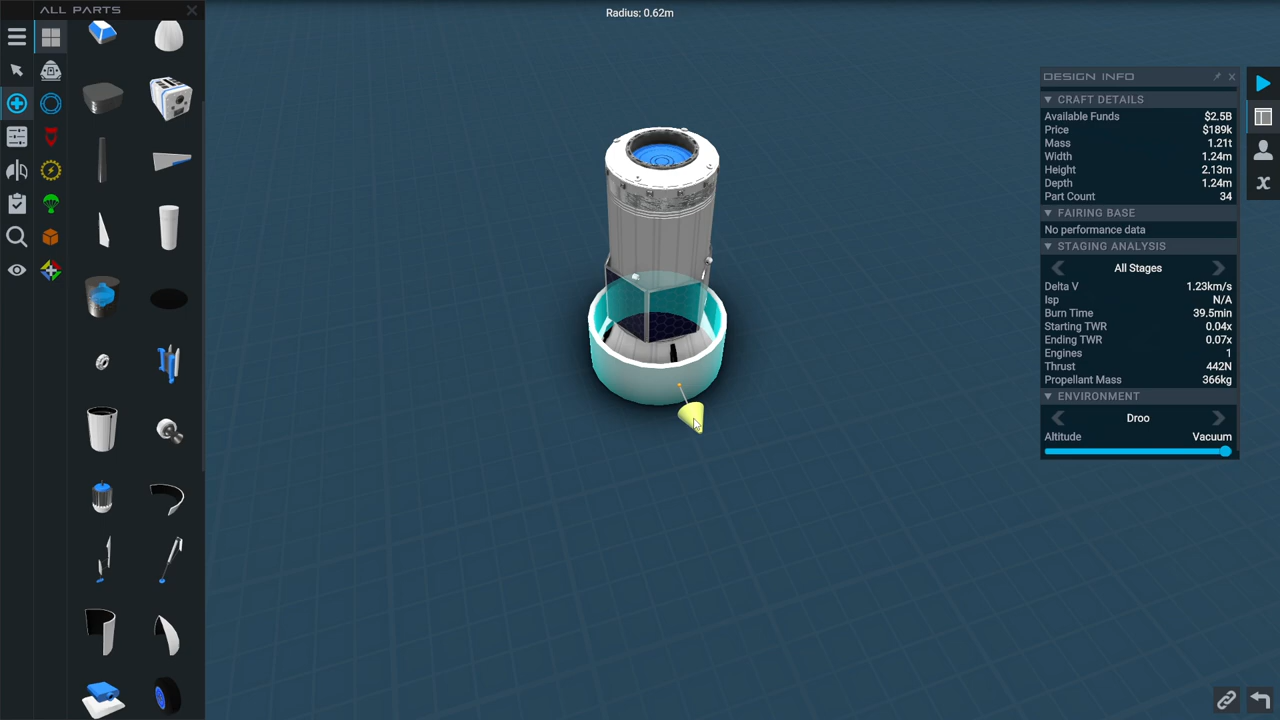 ALL PARTS
Radius: 0.62m
DESIGN INFO
CRAFT DETAILS
Available Funds $2.5B
Price $189k
Mass 1.21t
Width 1.24m
Height 2.13m
Depth 1.24m
Part Count 34
FAIRING BASE
No performance data
STAGING ANALYSIS
All Stages
Delta V 1.23km/s
Isp N/A
Burn Time 39.5min
Starting TWR 0.04x
Ending TWR 0.07x
Engines 1
Thrust 442N
Propellant Mass 366kg
ENVIRONMENT
Droo
Altitude Vacuum